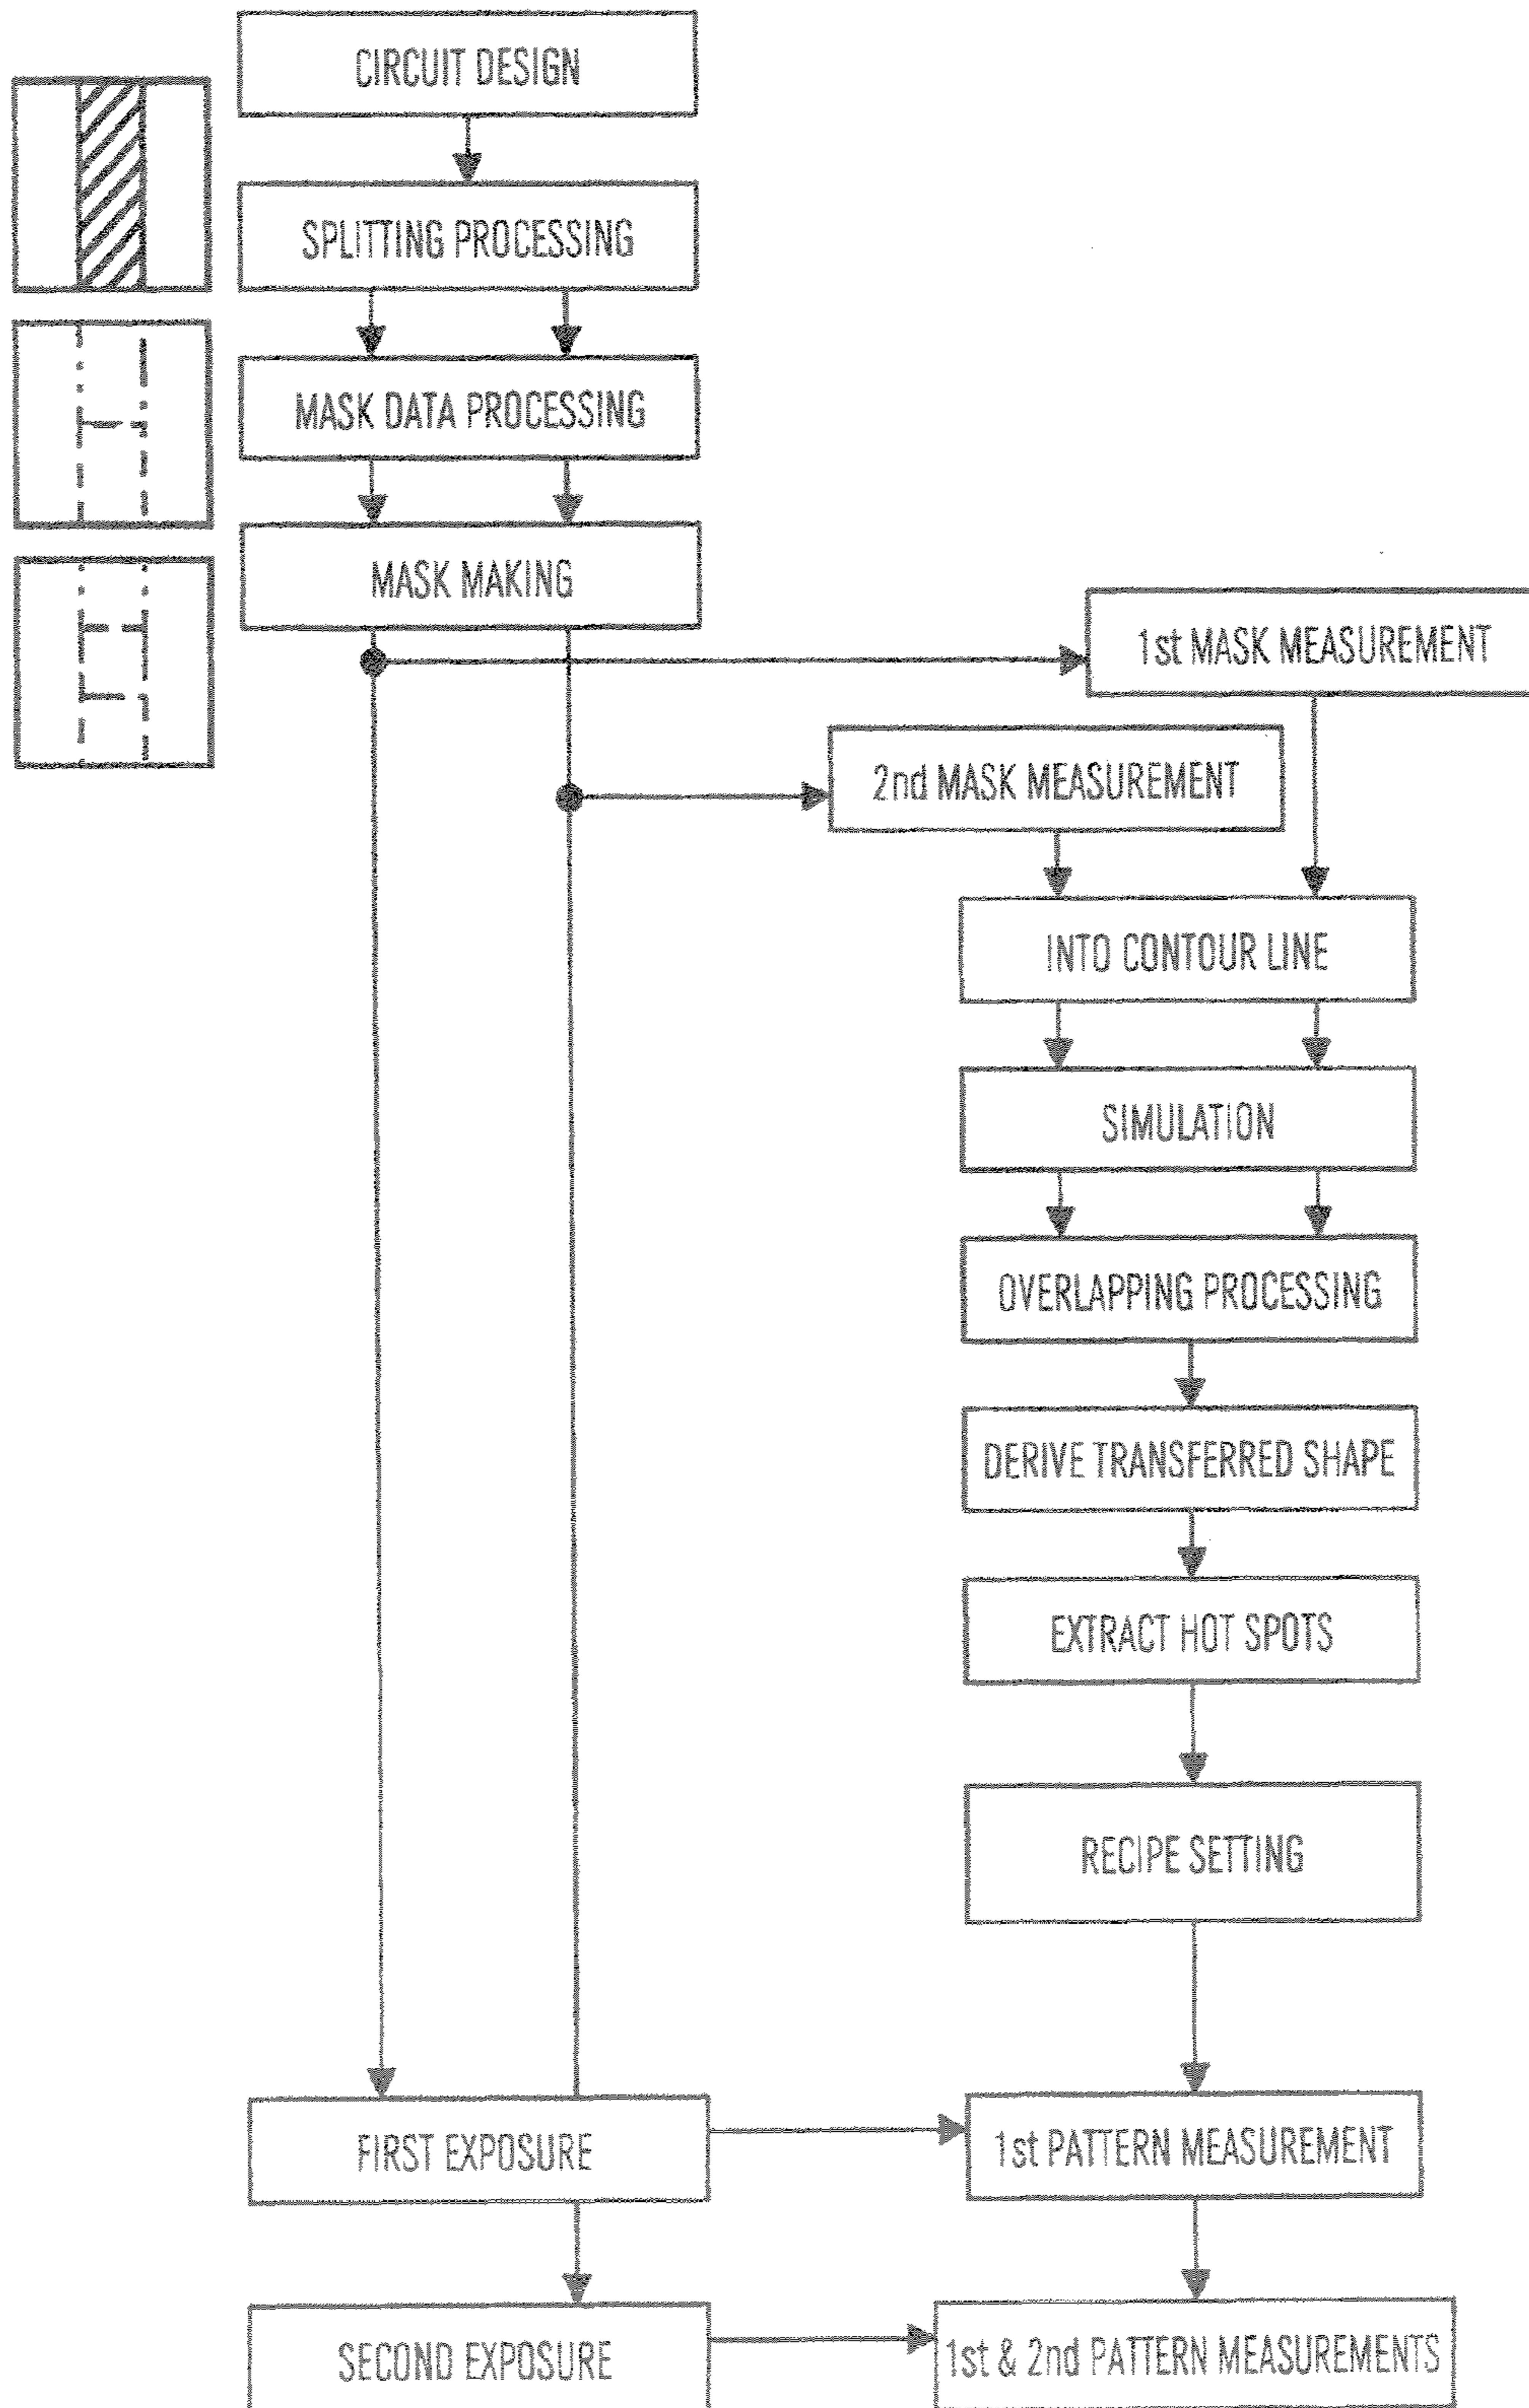 CIRCUIT DESIGN
SPLITTING PROCESSING
MASK DATA PROCESSING
MASK MAKING
1st MASK MEASUREMENT
2nd MASK MEASUREMENT
INTO CONTOUR LINE
SIMULATION
OVERLAPPING PROCESSING
DERIVE TRANSFERRED SHAPE
EXTRACT HOT SPOTS
RECIPE SETTING
FIRST EXPOSURE
1st PATTERN MEASUREMENT
SECOND EXPOSURE
1st & 2nd PATTERN MEASUREMENTS